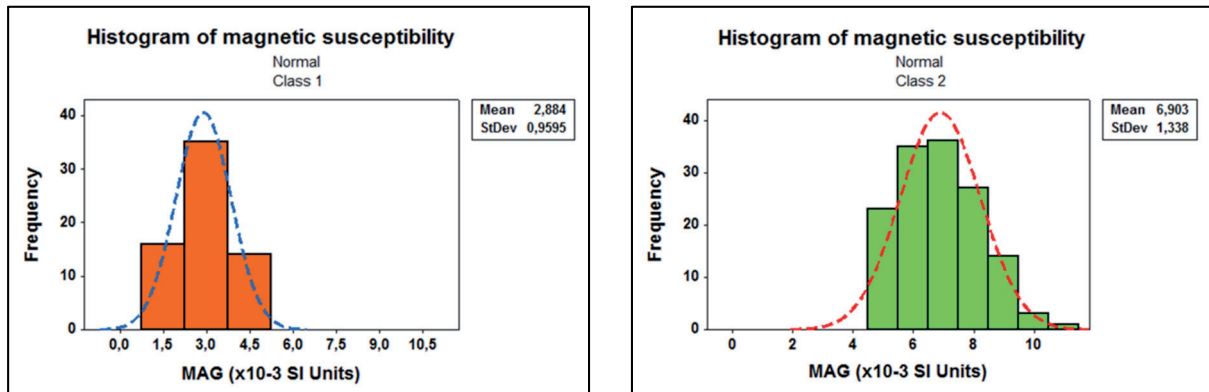 Histogram of magnetic susceptibility
Normal
Class 1
Mean 2,884
StDev 0,9595
40
30
20
10
0
Frequency
0,0 1,5 3,0 4,5 6,0 7,5 9,0 10,5
MAG (x10-3 SI Units)
Histogram of magnetic susceptibility
Normal
Class 2
Mean 6,903
StDev 1,338
40
30
20
10
0
Frequency
0 2 4 6 8 10
MAG (x10-3 SI Units)